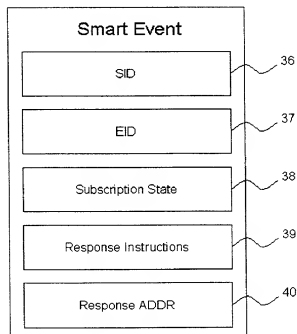 Smart Event
SID
36
EID
37
Subscription State
38
Response Instructions
39
Response ADDR
40